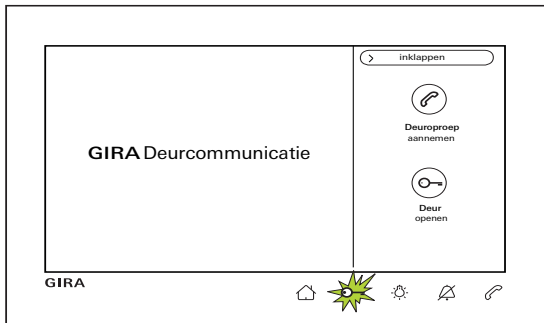 inklappen
Deuroproep
aannemen
GIRA Deurcommunicatie
Deur
openen
GIRA